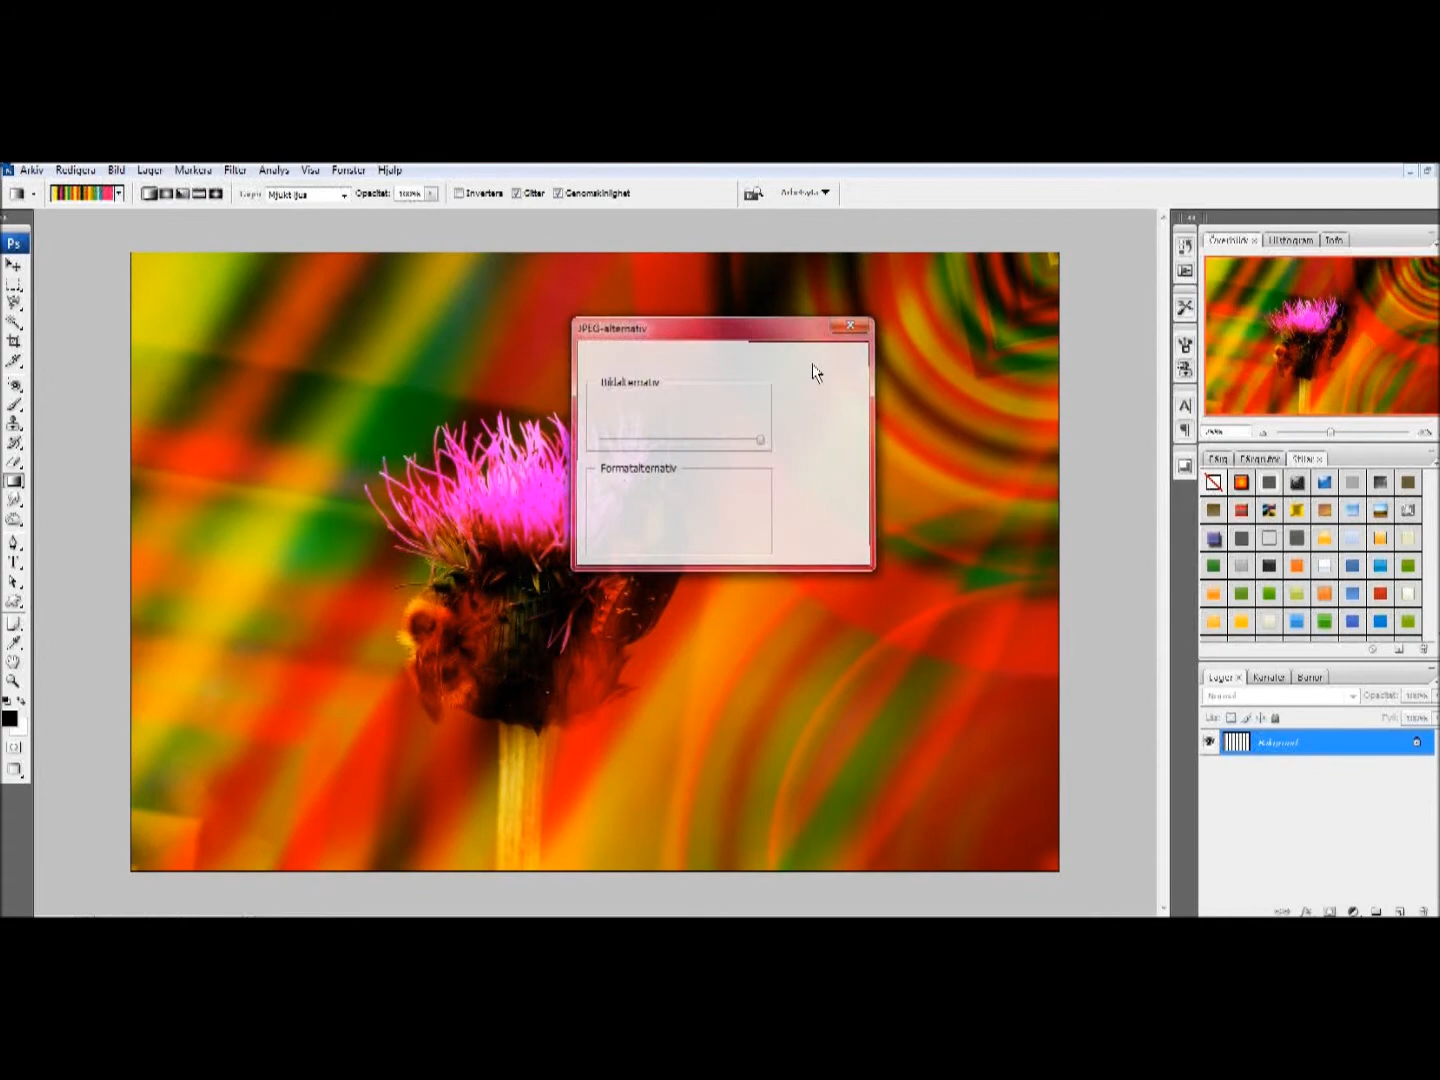 Arkiv Redigera Bild Lager Markera Filter Analys Visa Fönster Hjälp
Läge: Mjukt ljus Opacitet: 100% Invertera Gitter Genomskinlighet Arbetsyta
Ps
Överblick Histogram Info
JPEG-alternativ
Bildalternativ
Formatalternativ
Färg Färgrutor Stilar
Lager Kanaler Banor
Normal Opacitet: 100%
Lås: Fyll: 100%
Bakgrund